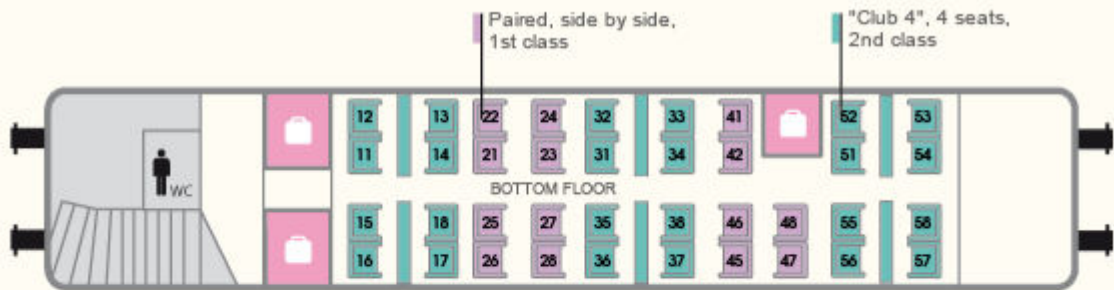 Paired, side by side,
1st class
"Club 4", 4 seats,
2nd class
12 13 22 24 32 33 41 52 53
11 14 21 23 31 34 42 51 54
WC
BOTTOM FLOOR
15 18 25 27 35 38 46 48 55 58
16 17 26 28 36 37 45 47 56 57